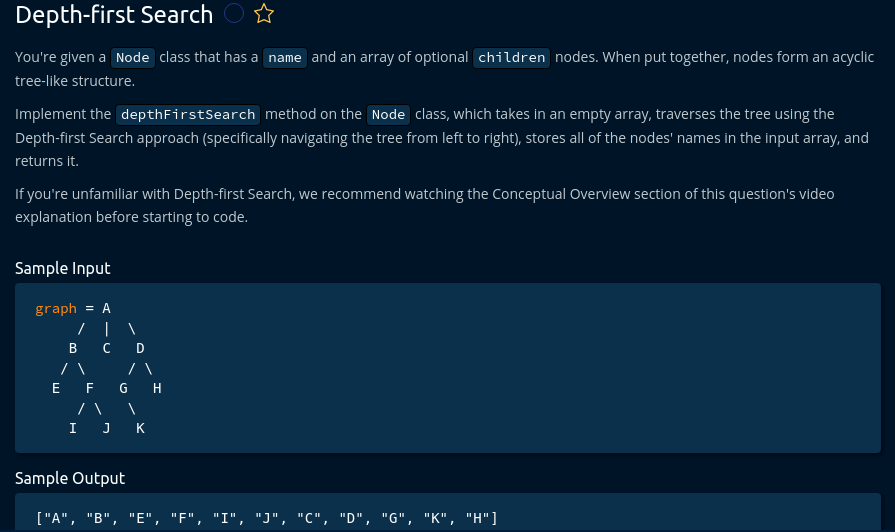 Depth-first Search
You're given a Node class that has a name and an array of optional children nodes. When put together, nodes form an acyclic
tree-like structure.
Implement the depthFirstSearch method on the Node class, which takes in an empty array, traverses the tree using the
Depth-first Search approach (specifically navigating the tree from left to right), stores all of the nodes' names in the input array, and
returns it.
If you're unfamiliar with Depth-first Search, we recommend watching the Conceptual Overview section of this question's video
explanation before starting to code.
Sample Input
graph = A
     /  |  \
    B   C   D
   / \     / \
  E   F   G   H
     / \   \
    I   J   K
Sample Output
["A", "B", "E", "F", "I", "J", "C", "D", "G", "K", "H"]